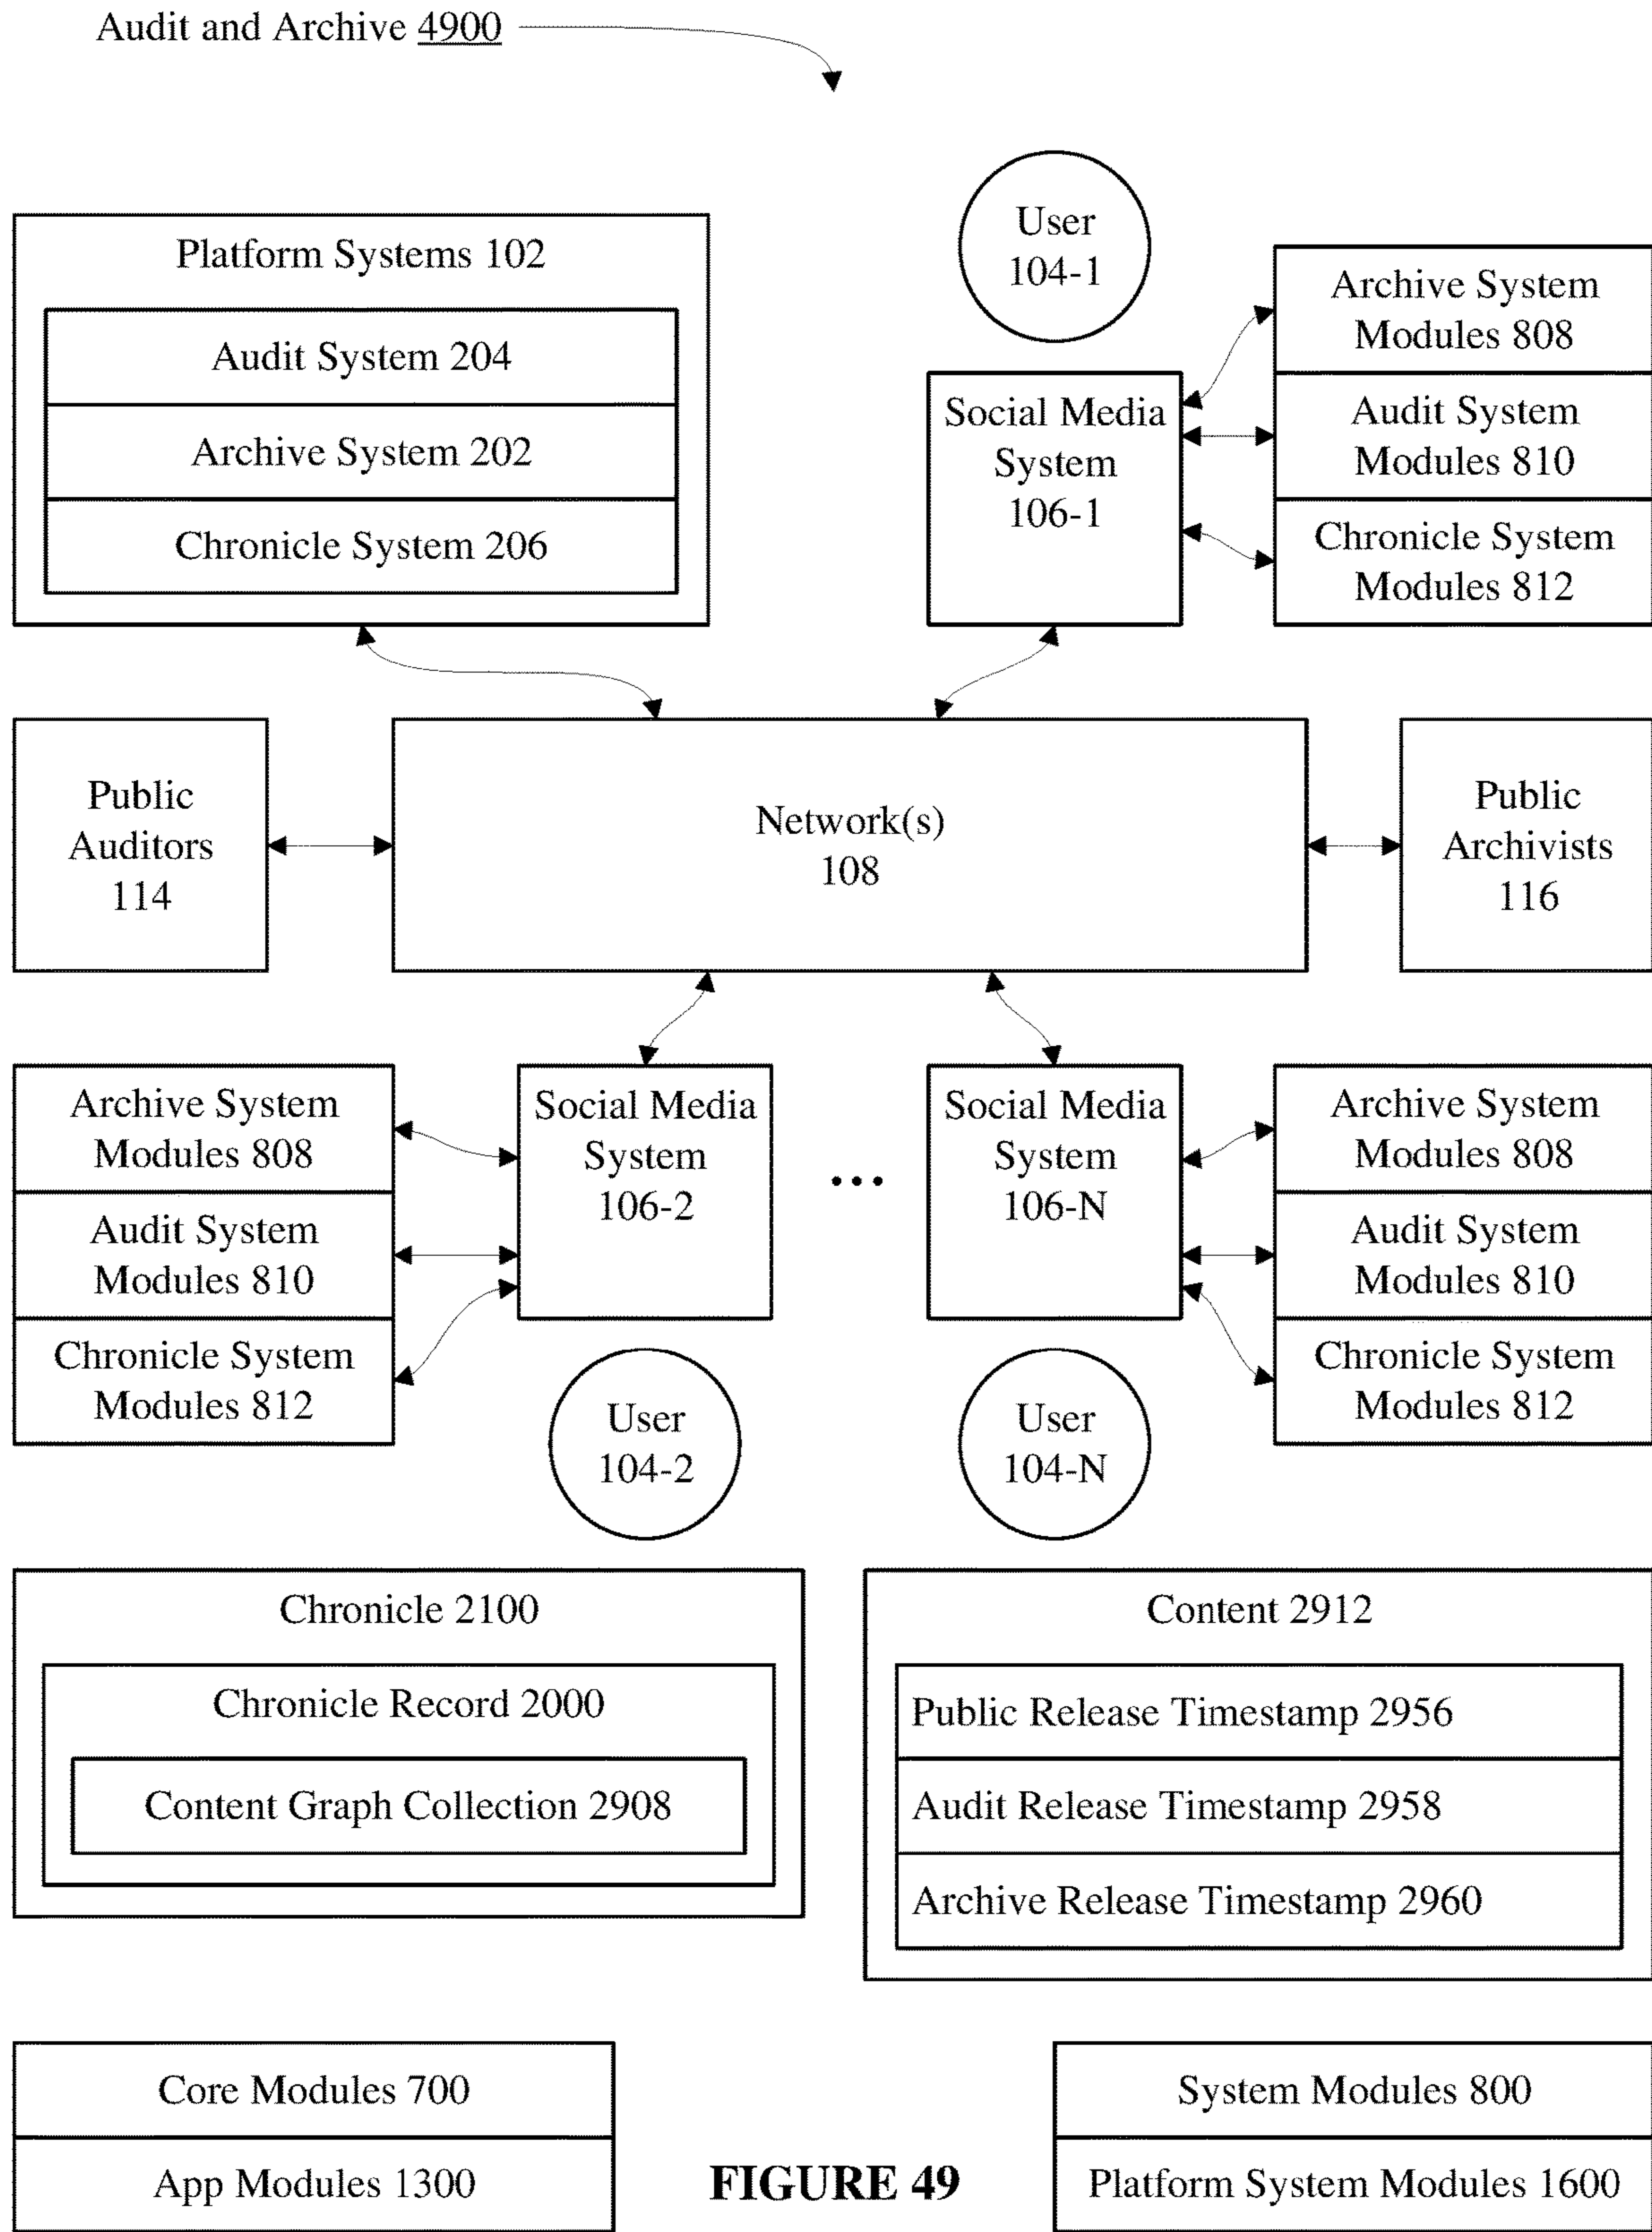 Audit and Archive 4900
Platform Systems 102
Audit System 204
Archive System 202
Chronicle System 206
User
104-1
Social Media
System
106-1
Archive System
Modules 808
Audit System
Modules 810
Chronicle System
Modules 812
Public
Auditors
114
Network(s)
108
Public
Archivists
116
Archive System
Modules 808
Audit System
Modules 810
Chronicle System
Modules 812
Social Media
System
106-2
User
104-2
...
Social Media
System
106-N
User
104-N
Archive System
Modules 808
Audit System
Modules 810
Chronicle System
Modules 812
Chronicle 2100
Chronicle Record 2000
Content Graph Collection 2908
Content 2912
Public Release Timestamp 2956
Audit Release Timestamp 2958
Archive Release Timestamp 2960
Core Modules 700
App Modules 1300
FIGURE 49
System Modules 800
Platform System Modules 1600